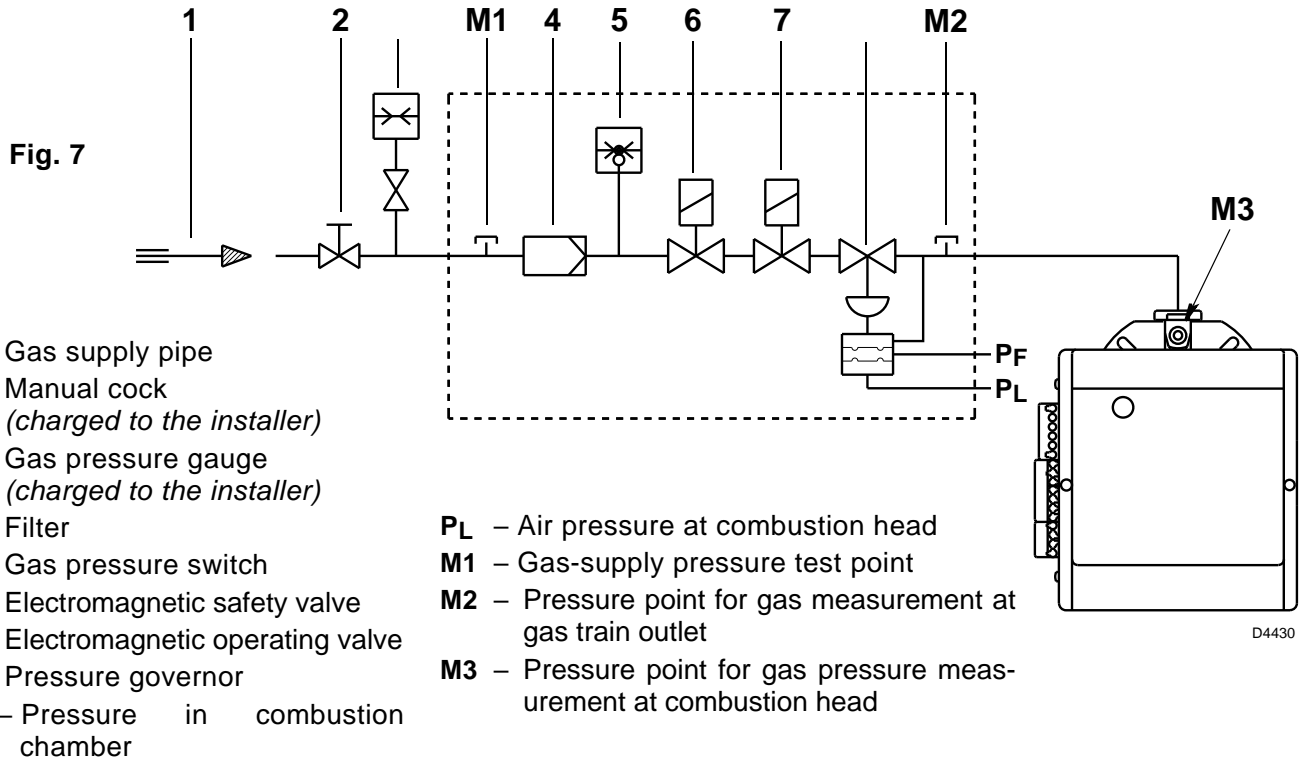 1 2 M1 4 5 6 7 M2
Fig. 7
M3
PF
PL
Gas supply pipe
Manual cock
(charged to the installer)
Gas pressure gauge
(charged to the installer)
Filter
Gas pressure switch
Electromagnetic safety valve
Electromagnetic operating valve
Pressure governor
– Pressure in combustion
chamber
PL – Air pressure at combustion head
M1 – Gas-supply pressure test point
M2 – Pressure point for gas measurement at
gas train outlet
M3 – Pressure point for gas pressure meas-
urement at combustion head
D4430